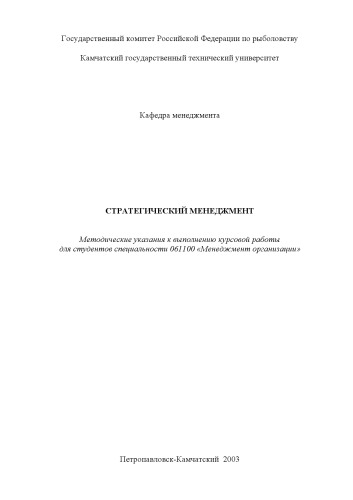 Государственный комитет Российской Федерации по рыболовству
Камчатский государственный технический университет
Кафедра менеджмента
СТРАТЕГИЧЕСКИЙ МЕНЕДЖМЕНТ
Методические указания к выполнению курсовой работы
для студентов специальности 061100 «Менеджмент организации»
Петропавловск-Камчатский 2003